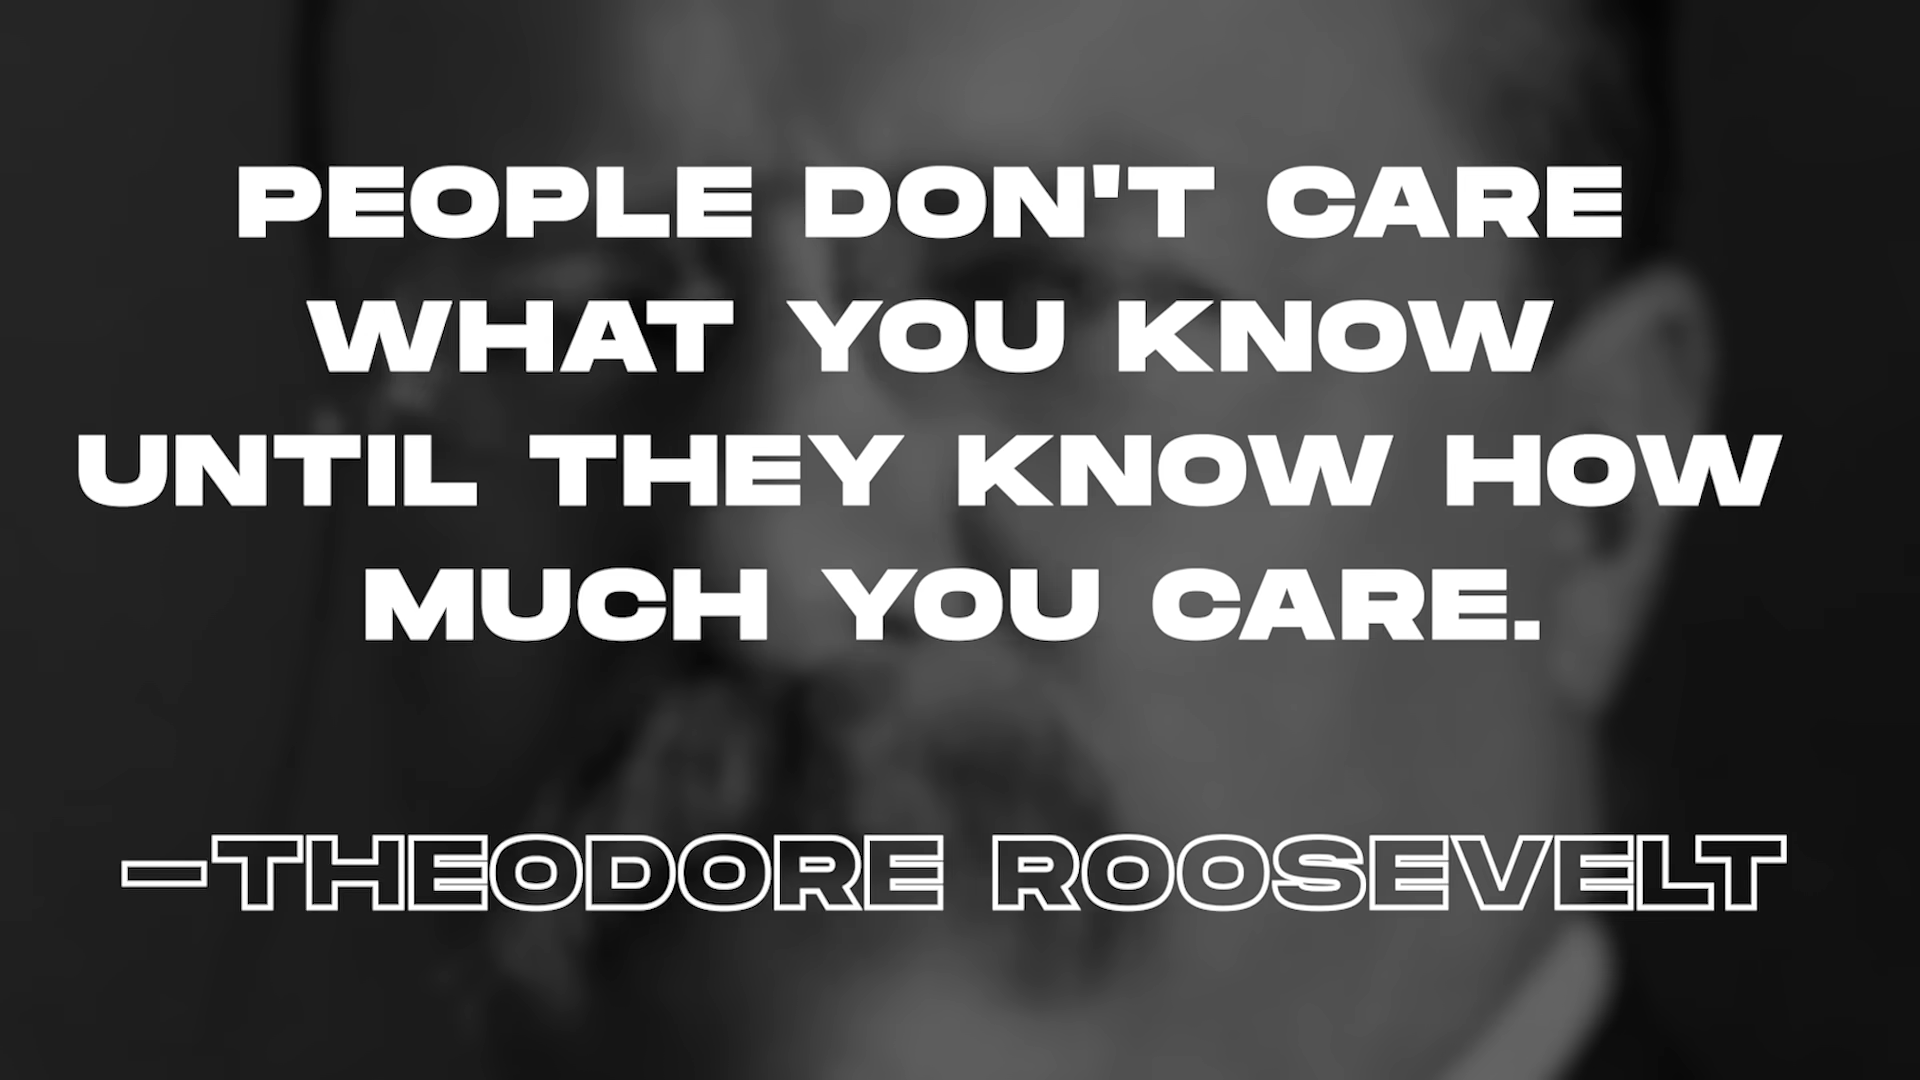 PEOPLE DON'T CARE
WHAT YOU KNOW
UNTIL THEY KNOW HOW
MUCH YOU CARE.
–THEODORE ROOSEVELT